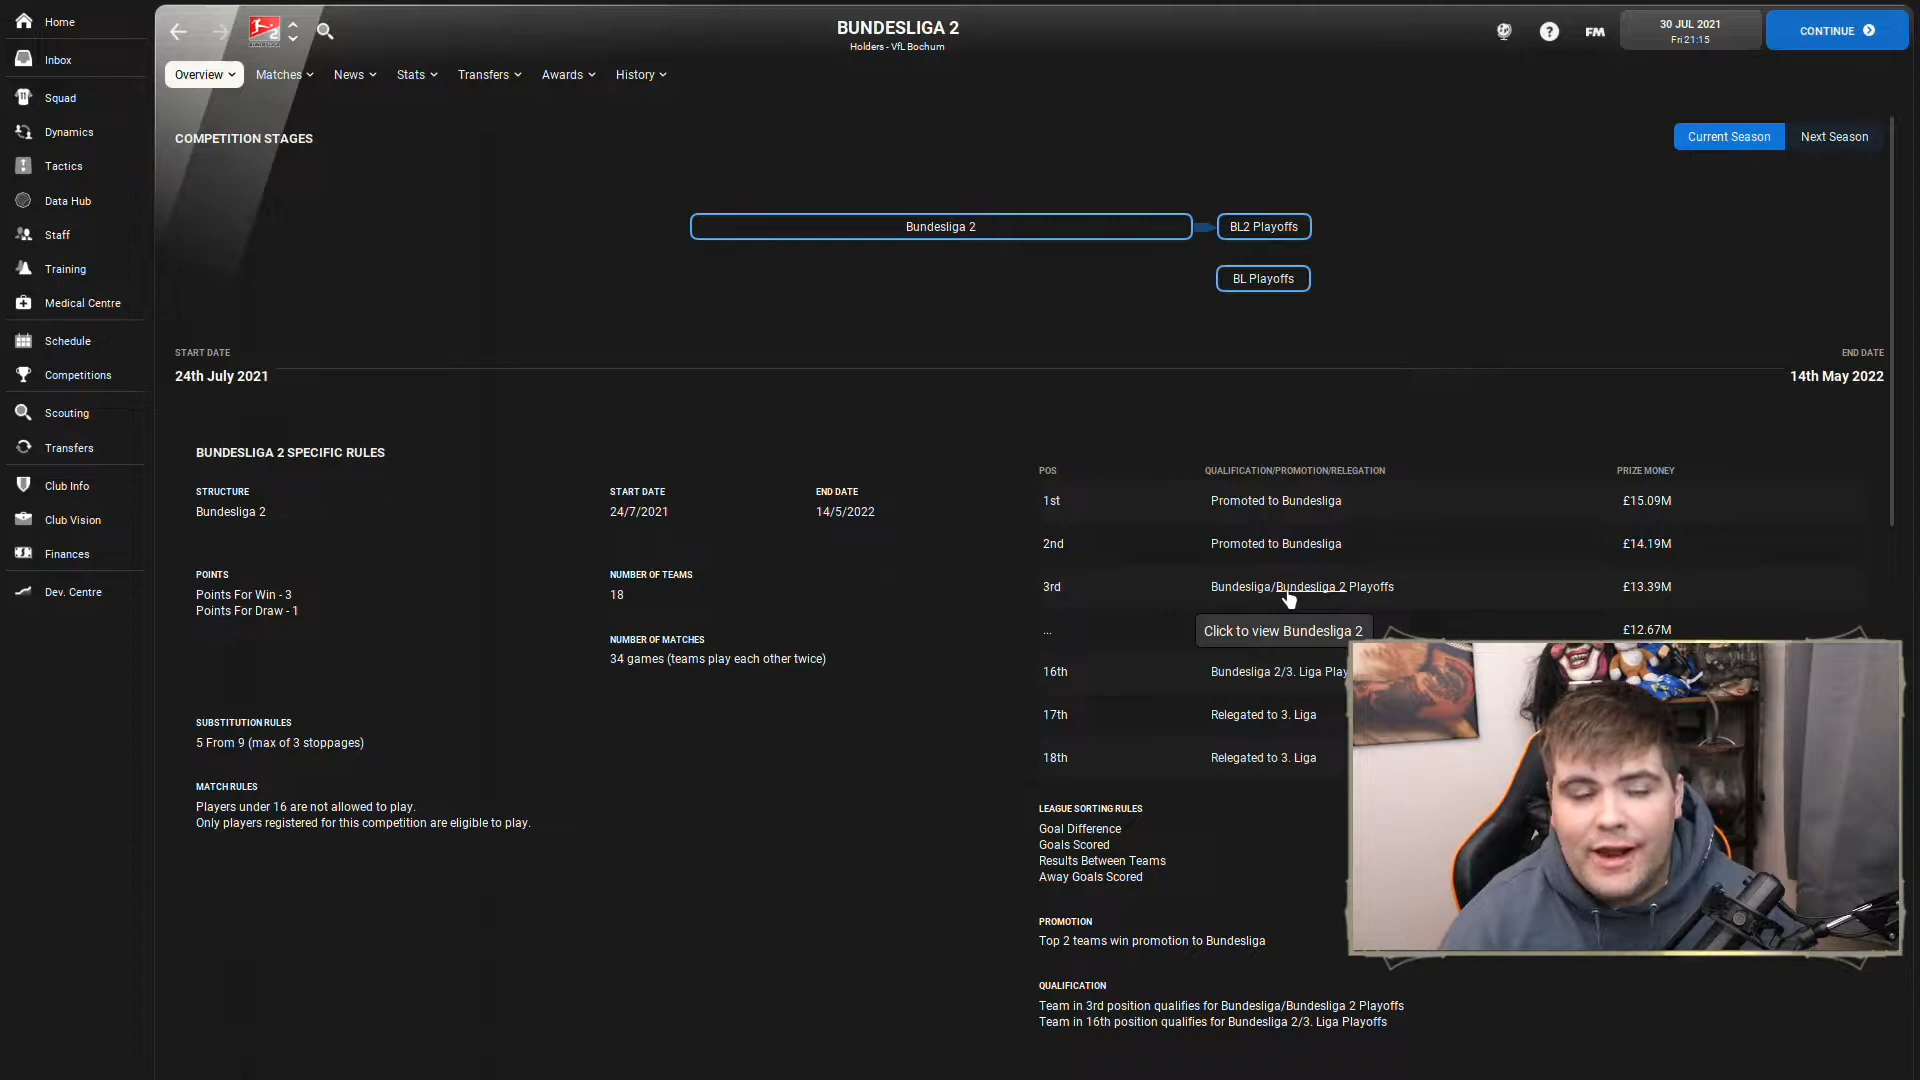 Home
BUNDESLIGA 2
Holders - VfL Bochum
FM
30 JUL 2021
Fri 21:15
CONTINUE
Inbox
Overview
Matches
News
Stats
Transfers
Awards
History
Squad
Dynamics
Tactics
Data Hub
Staff
Training
Medical Centre
Schedule
Competitions
Scouting
Transfers
Club Info
Club Vision
Finances
Dev. Centre
COMPETITION STAGES
Current Season
Next Season
Bundesliga 2
BL2 Playoffs
BL Playoffs
START DATE
24th July 2021
END DATE
14th May 2022
BUNDESLIGA 2 SPECIFIC RULES
STRUCTURE
Bundesliga 2
START DATE
24/7/2021
END DATE
14/5/2022
POINTS
Points For Win - 3
Points For Draw - 1
NUMBER OF TEAMS
18
NUMBER OF MATCHES
34 games (teams play each other twice)
SUBSTITUTION RULES
5 From 9 (max of 3 stoppages)
MATCH RULES
Players under 16 are not allowed to play.
Only players registered for this competition are eligible to play.
POS QUALIFICATION/PROMOTION/RELEGATION PRIZE MONEY
1st Promoted to Bundesliga £15.09M
2nd Promoted to Bundesliga £14.19M
3rd Bundesliga/Bundesliga 2 Playoffs £13.39M
... £12.67M
Click to view Bundesliga 2
16th Bundesliga 2/3. Liga Play
17th Relegated to 3. Liga
18th Relegated to 3. Liga
LEAGUE SORTING RULES
Goal Difference
Goals Scored
Results Between Teams
Away Goals Scored
PROMOTION
Top 2 teams win promotion to Bundesliga
QUALIFICATION
Team in 3rd position qualifies for Bundesliga/Bundesliga 2 Playoffs
Team in 16th position qualifies for Bundesliga 2/3. Liga Playoffs